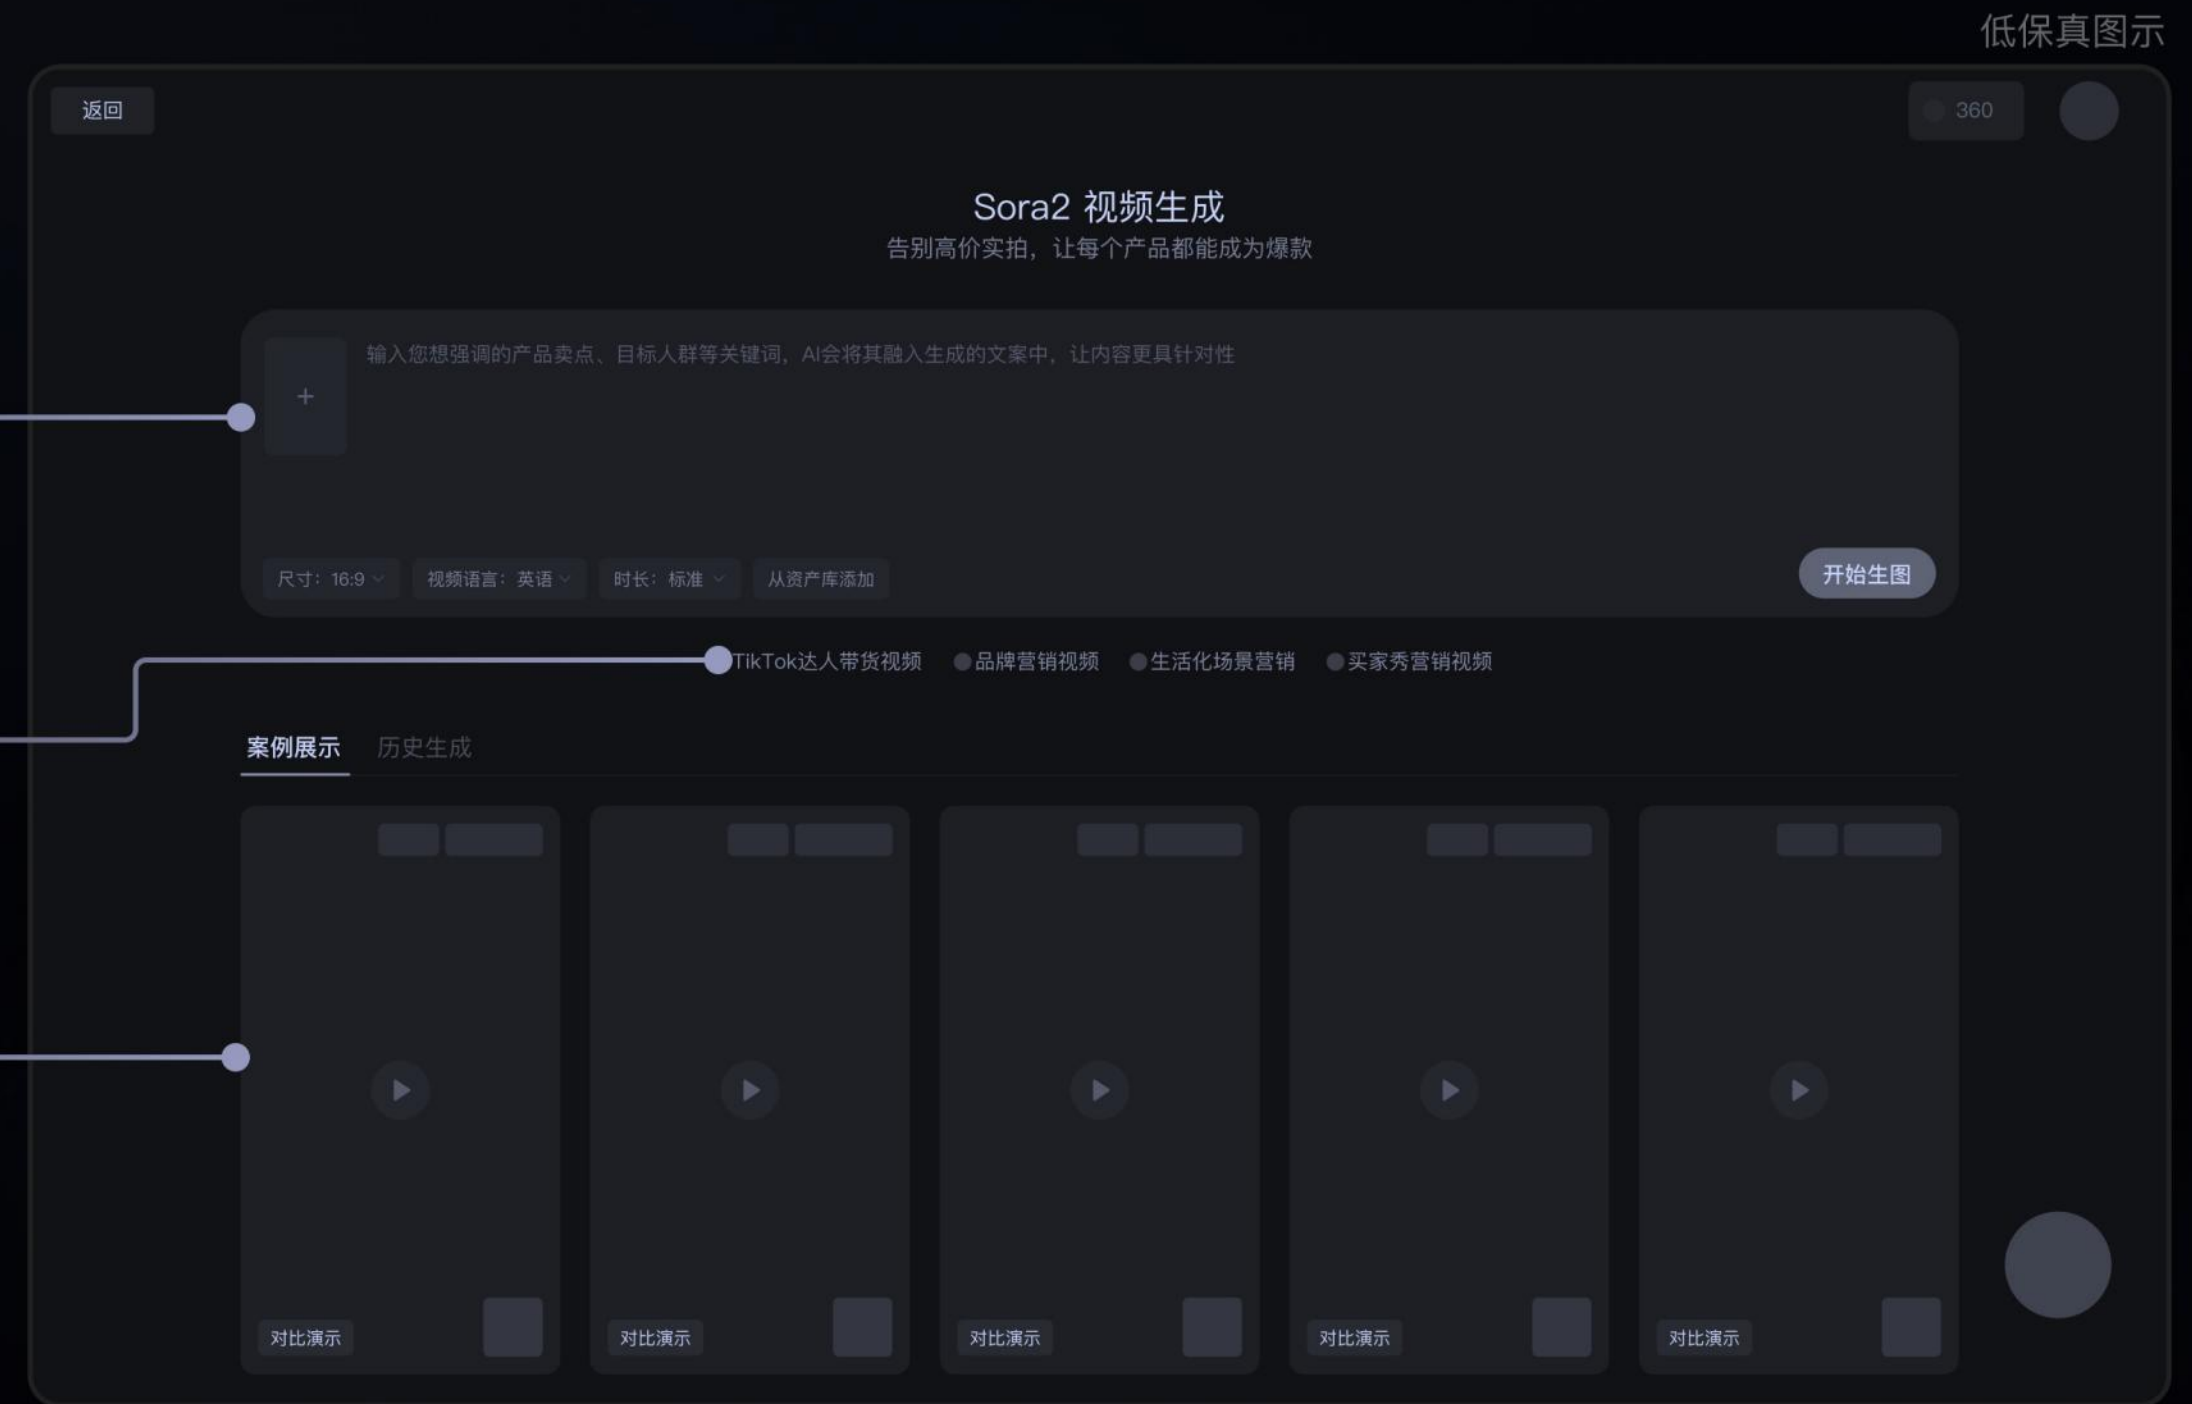 低保真图示
返回
360
Sora2 视频生成
告别高价实拍，让每个产品都能成为爆款
输入您想强调的产品卖点、目标人群等关键词，AI会将其融入生成的文案中，让内容更具针对性
+
尺寸：16:9 视频语言：英语 时长：标准 从资产库添加
开始生图
TikTok达人带货视频 品牌营销视频 生活化场景营销 买家秀营销视频
案例展示 历史生成
对比演示 对比演示 对比演示 对比演示 对比演示